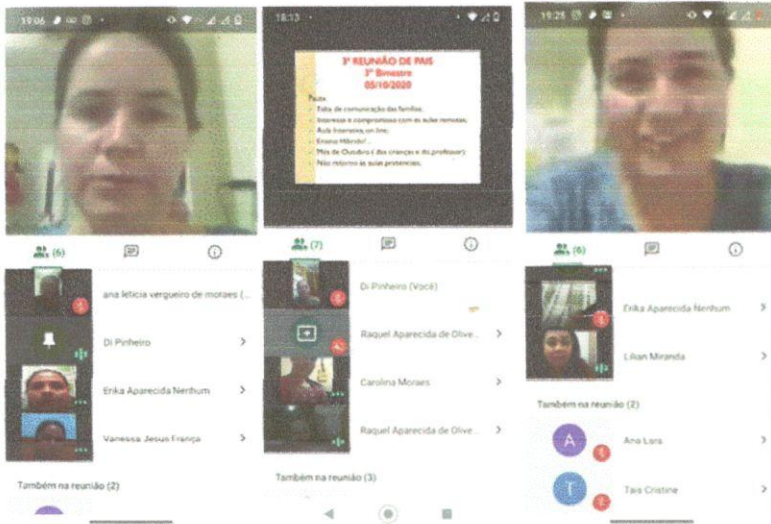 19:06
(6)
ana leticia vergueiro de moraes (...
Di Pinheiro
Erika Aparecida Nenhum
Vanessa Jesus França
Também na reunião (2)
18:13
3ª REUNIÃO DE PAIS
3º Bimestre
05/10/2020
Pauta
- Falta de comunicação das famílias;
- Interesse e compromisso com as aulas remotas;
- Aula Interativa on line;
- Ensino Híbrido!...
- Mês de Outubro ( das crianças e do professor);
- Não retorno as aulas presenciais.
(7)
Di Pinheiro (Você)
Raquel Aparecida de Olive...
Carolina Moraes
Raquel Aparecida de Olive...
Também na reunião (3)
19:28
(6)
Erika Aparecida Nenhum
Lilian Miranda
Também na reunião (2)
A
Ana Lara
T
Tais Cristine